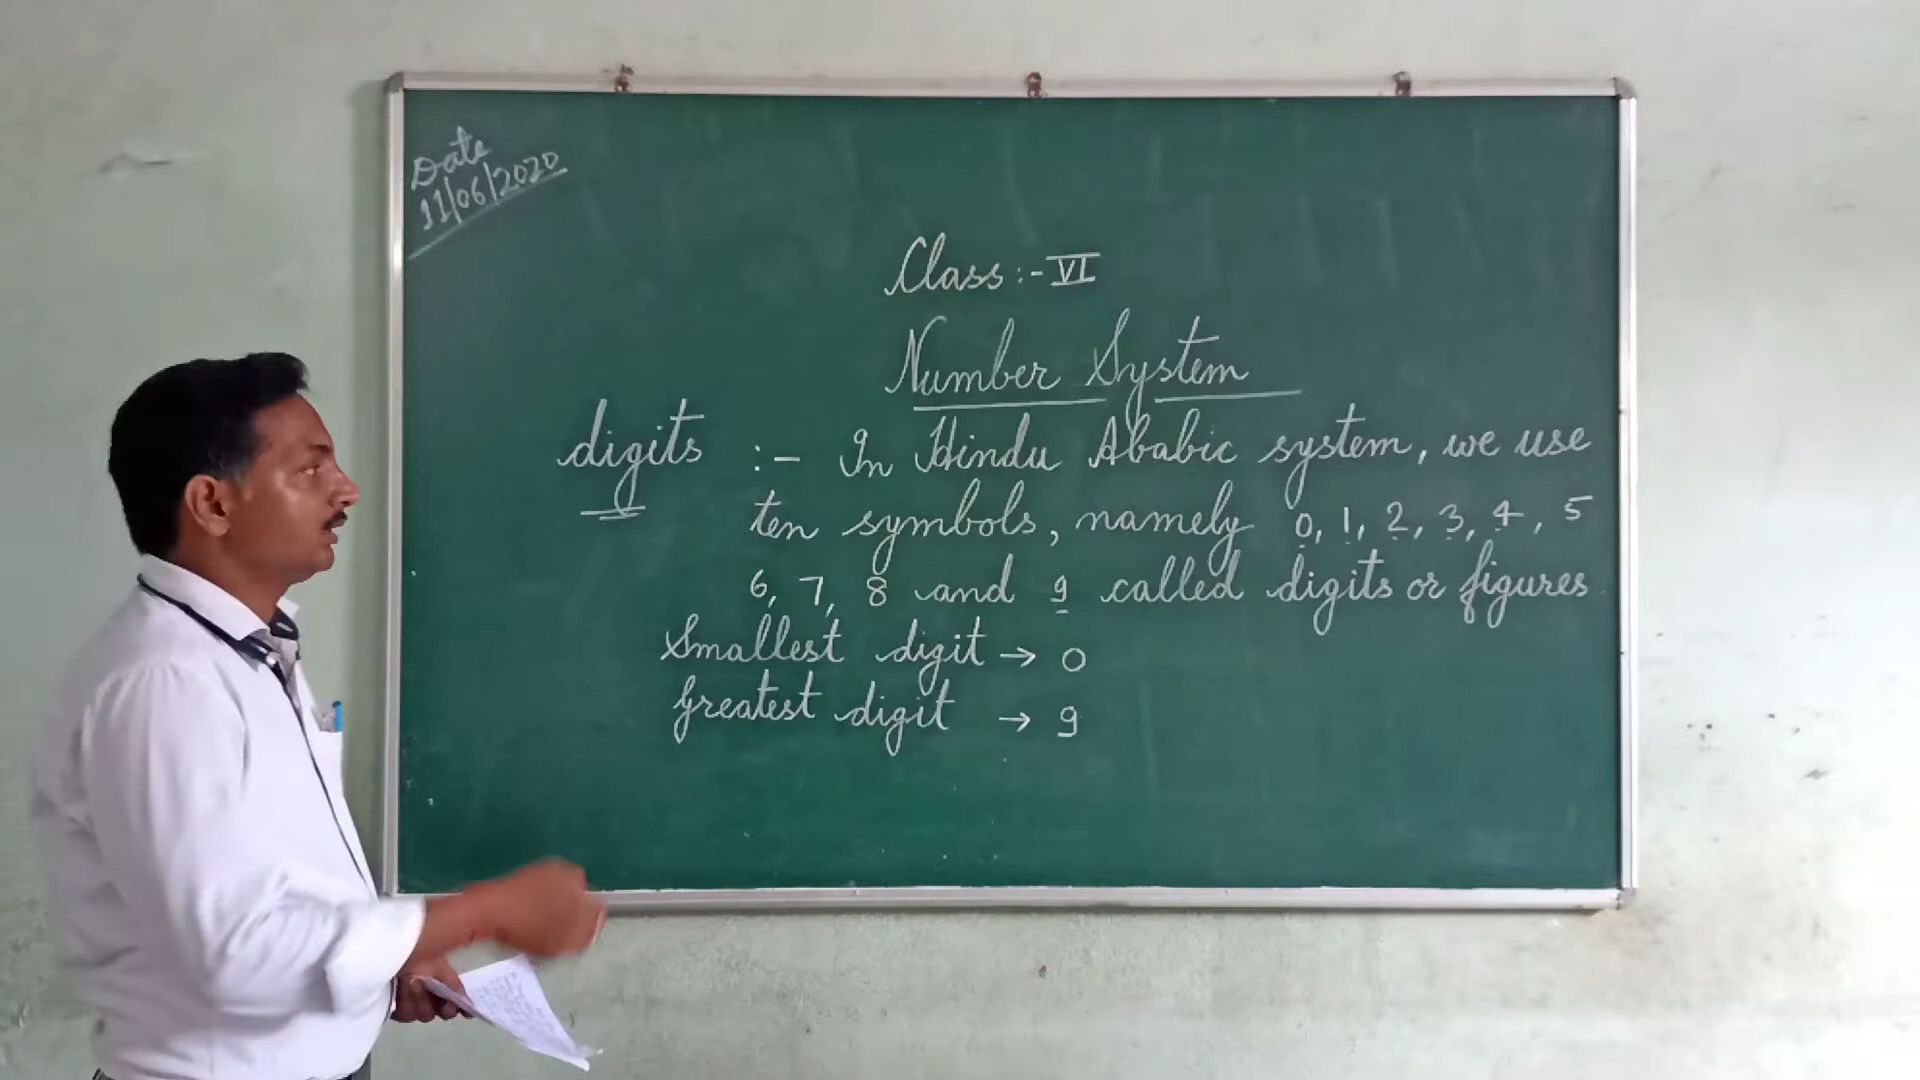 Date
11/06/2020
Class :- VI
Number System
digits :- In Hindu Ababic system, we use
ten symbols, namely 0, 1, 2, 3, 4, 5
6, 7, 8 and 9 called digits or figures
Smallest digit → 0
greatest digit → 9